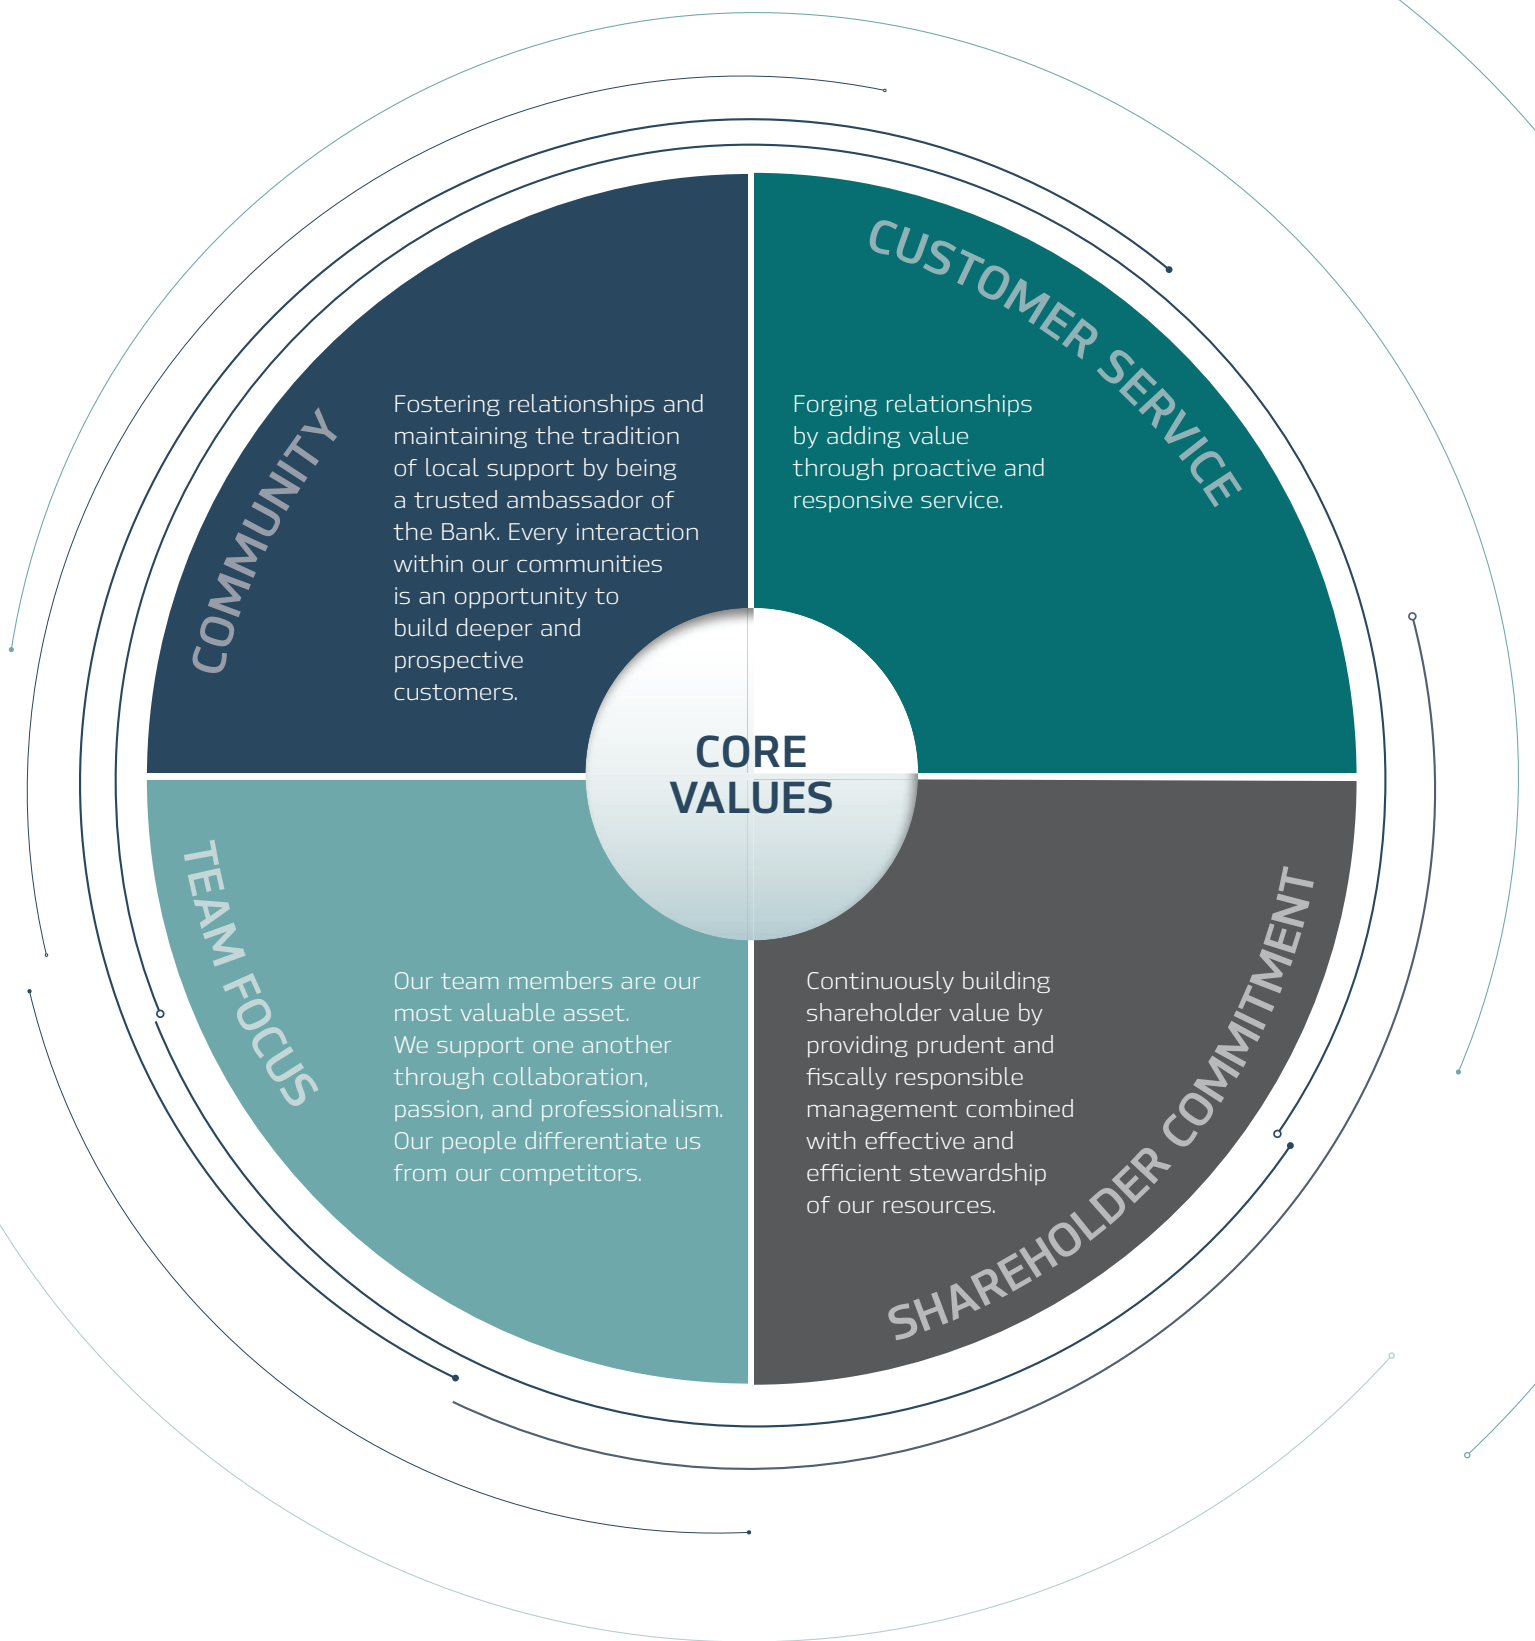 COMMUNITY
Fostering relationships and
maintaining the tradition
of local support by being
a trusted ambassador of
the Bank. Every interaction
within our communities
is an opportunity to
build deeper and
prospective
customers.
CUSTOMER SERVICE
Forging relationships
by adding value
through proactive and
responsive service.
CORE
VALUES
TEAM FOCUS
Our team members are our
most valuable asset.
We support one another
through collaboration,
passion, and professionalism.
Our people differentiate us
from our competitors.
SHAREHOLDER COMMITMENT
Continuously building
shareholder value by
providing prudent and
fiscally responsible
management combined
with effective and
efficient stewardship
of our resources.